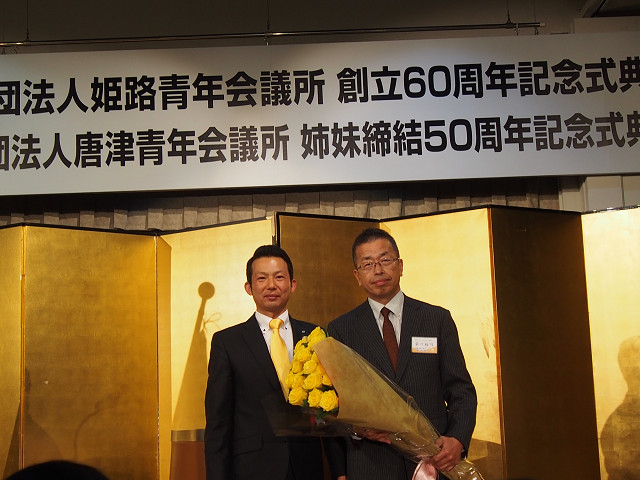 団法人姫路青年会議所 創立60周年記念式典
団法人唐津青年会議所 姉妹締結50周年記念式典